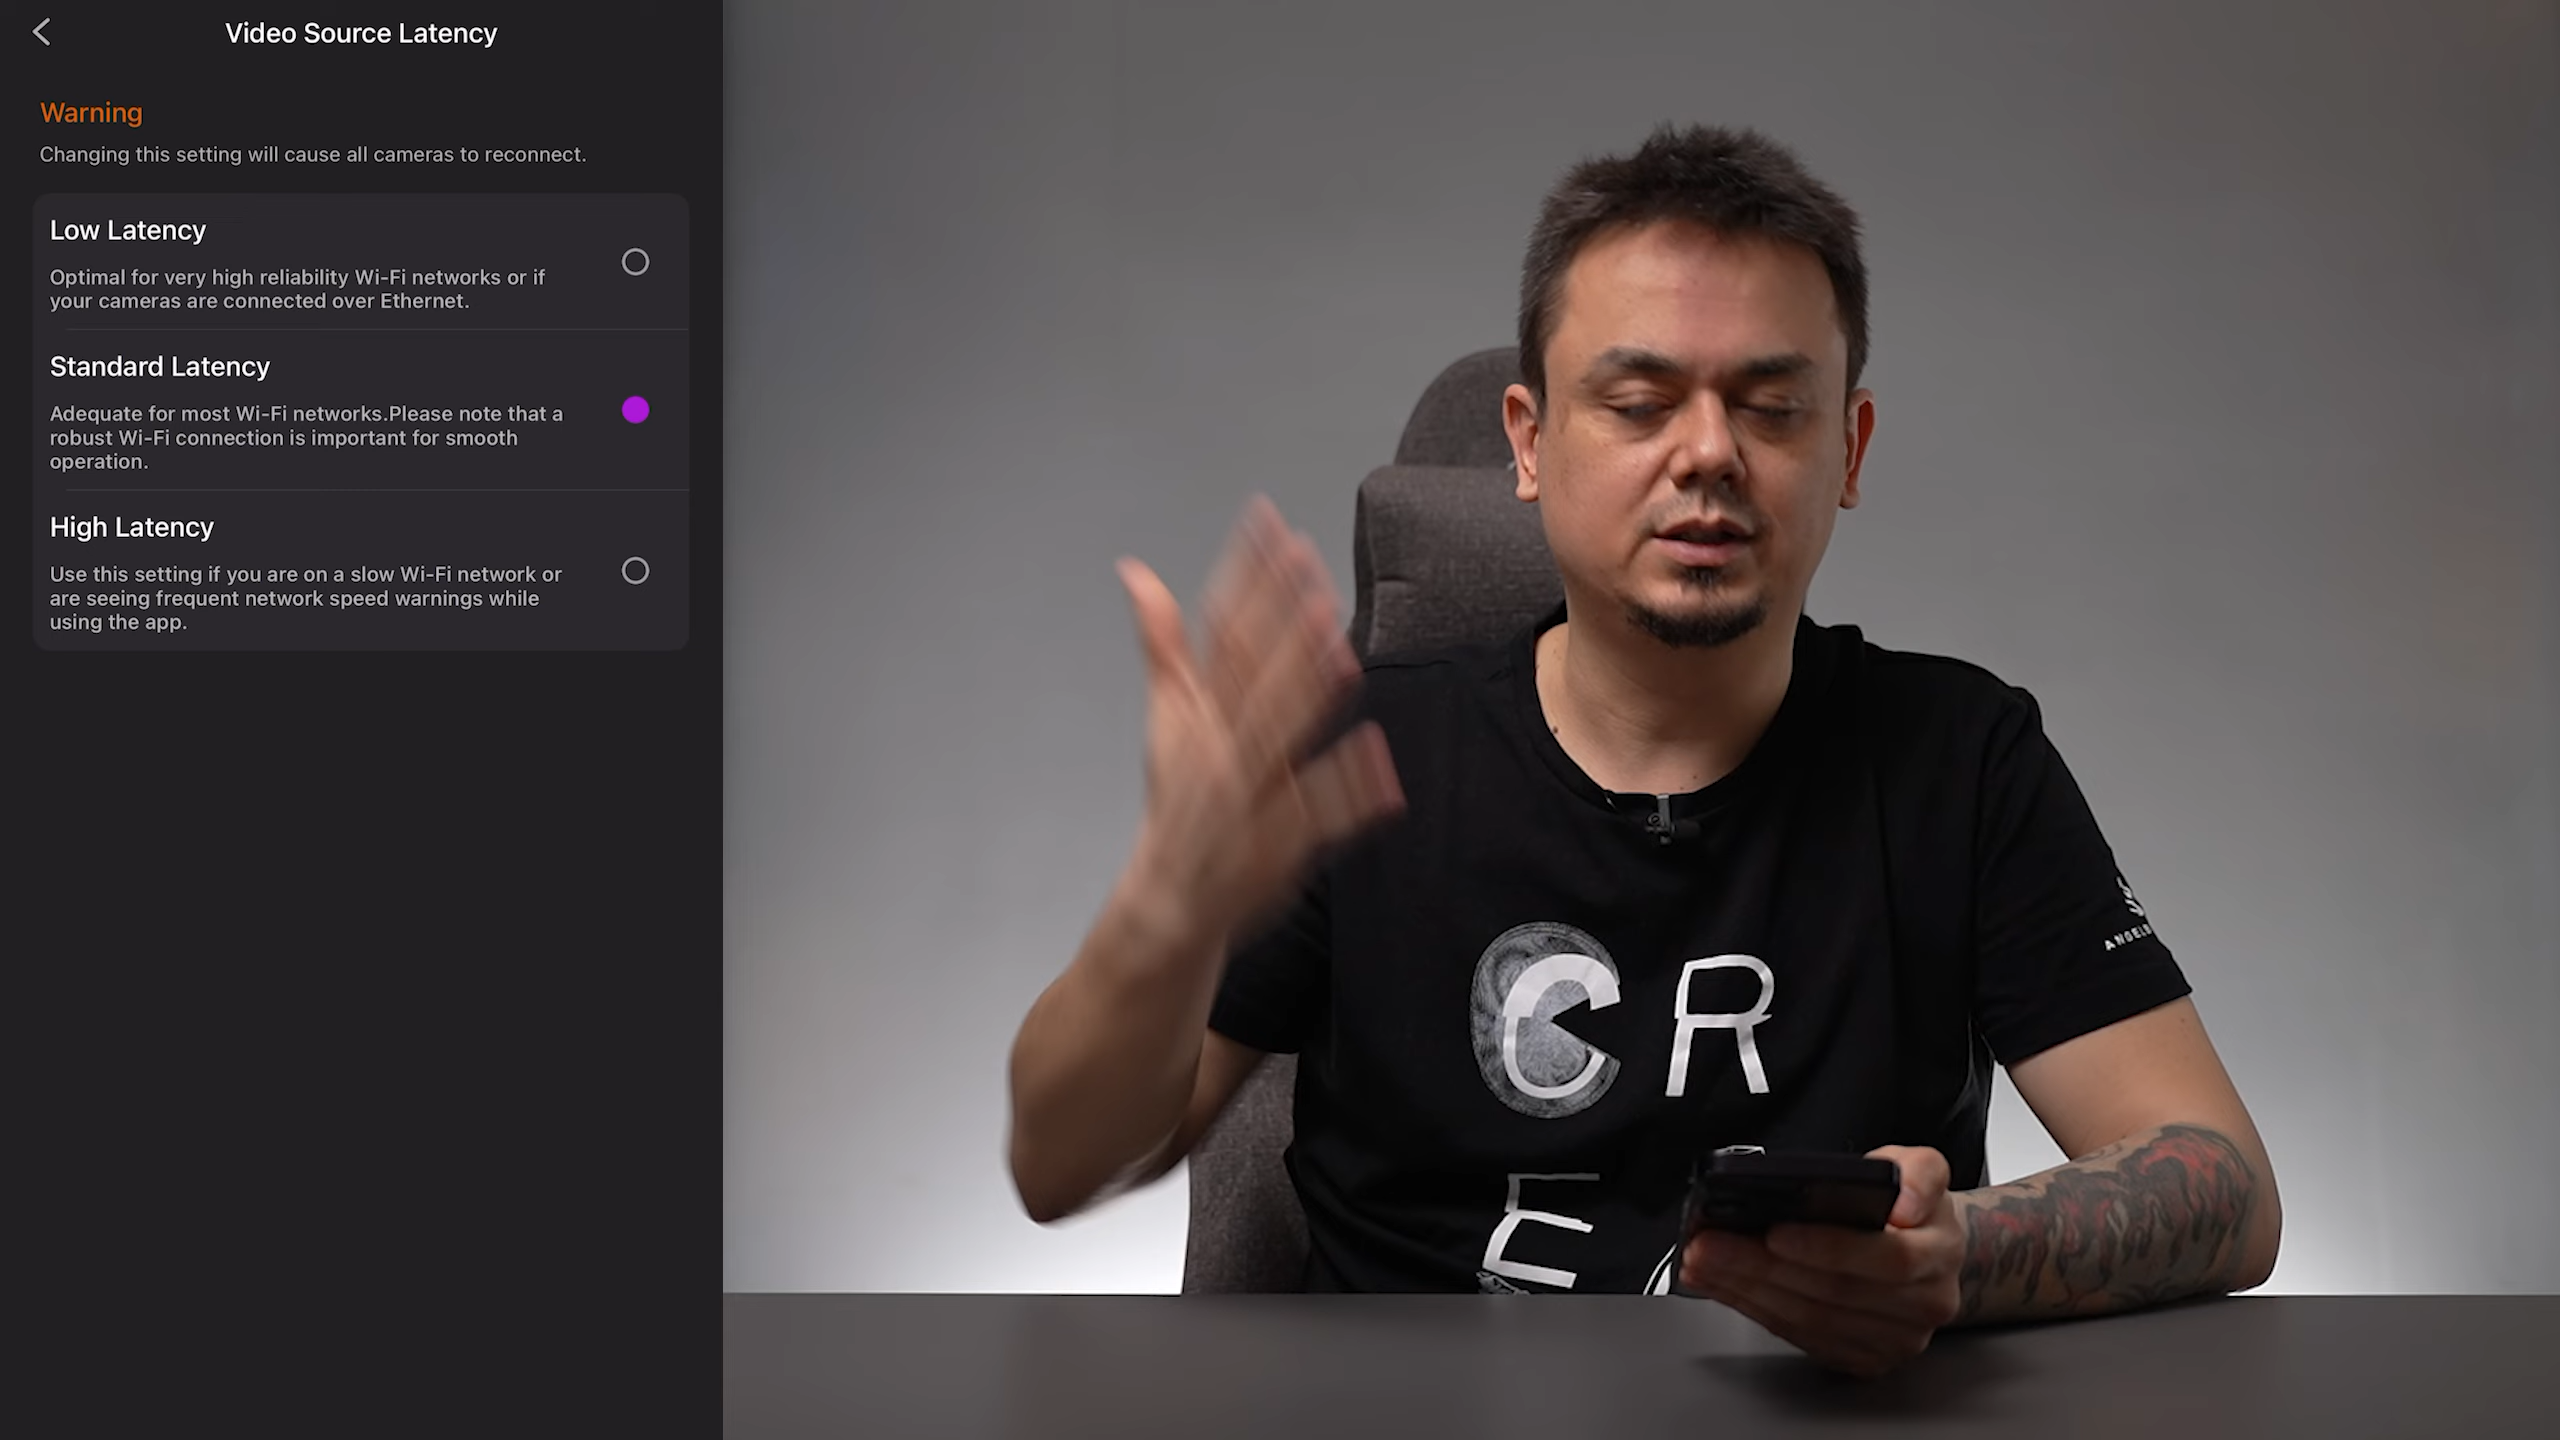 Video Source Latency
Warning
Changing this setting will cause all cameras to reconnect.
Low Latency
Optimal for very high reliability Wi-Fi networks or if
your cameras are connected over Ethernet.
Standard Latency
Adequate for most Wi-Fi networks.Please note that a
robust Wi-Fi connection is important for smooth
operation.
High Latency
Use this setting if you are on a slow Wi-Fi network or
are seeing frequent network speed warnings while
using the app.
C R
E